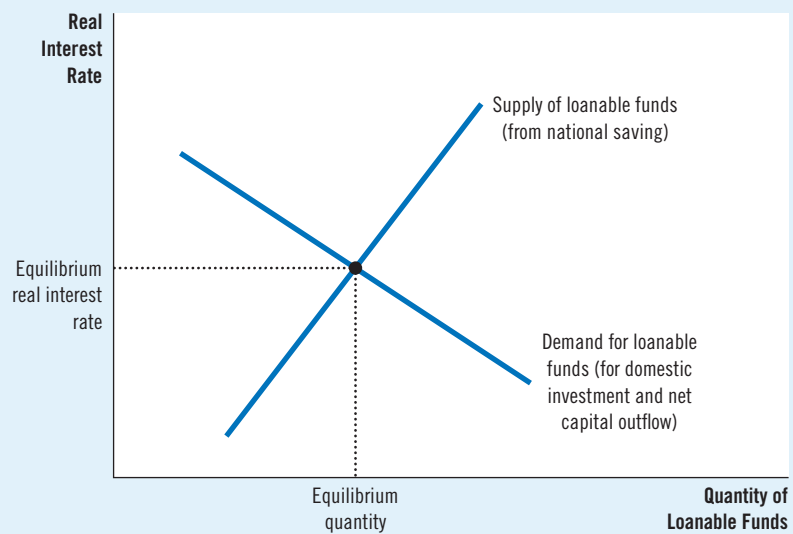 Real
Interest
Rate
Supply of loanable funds
(from national saving)
Equilibrium
real interest
rate
Demand for loanable
funds (for domestic
investment and net
capital outflow)
Equilibrium
quantity
Quantity of
Loanable Funds